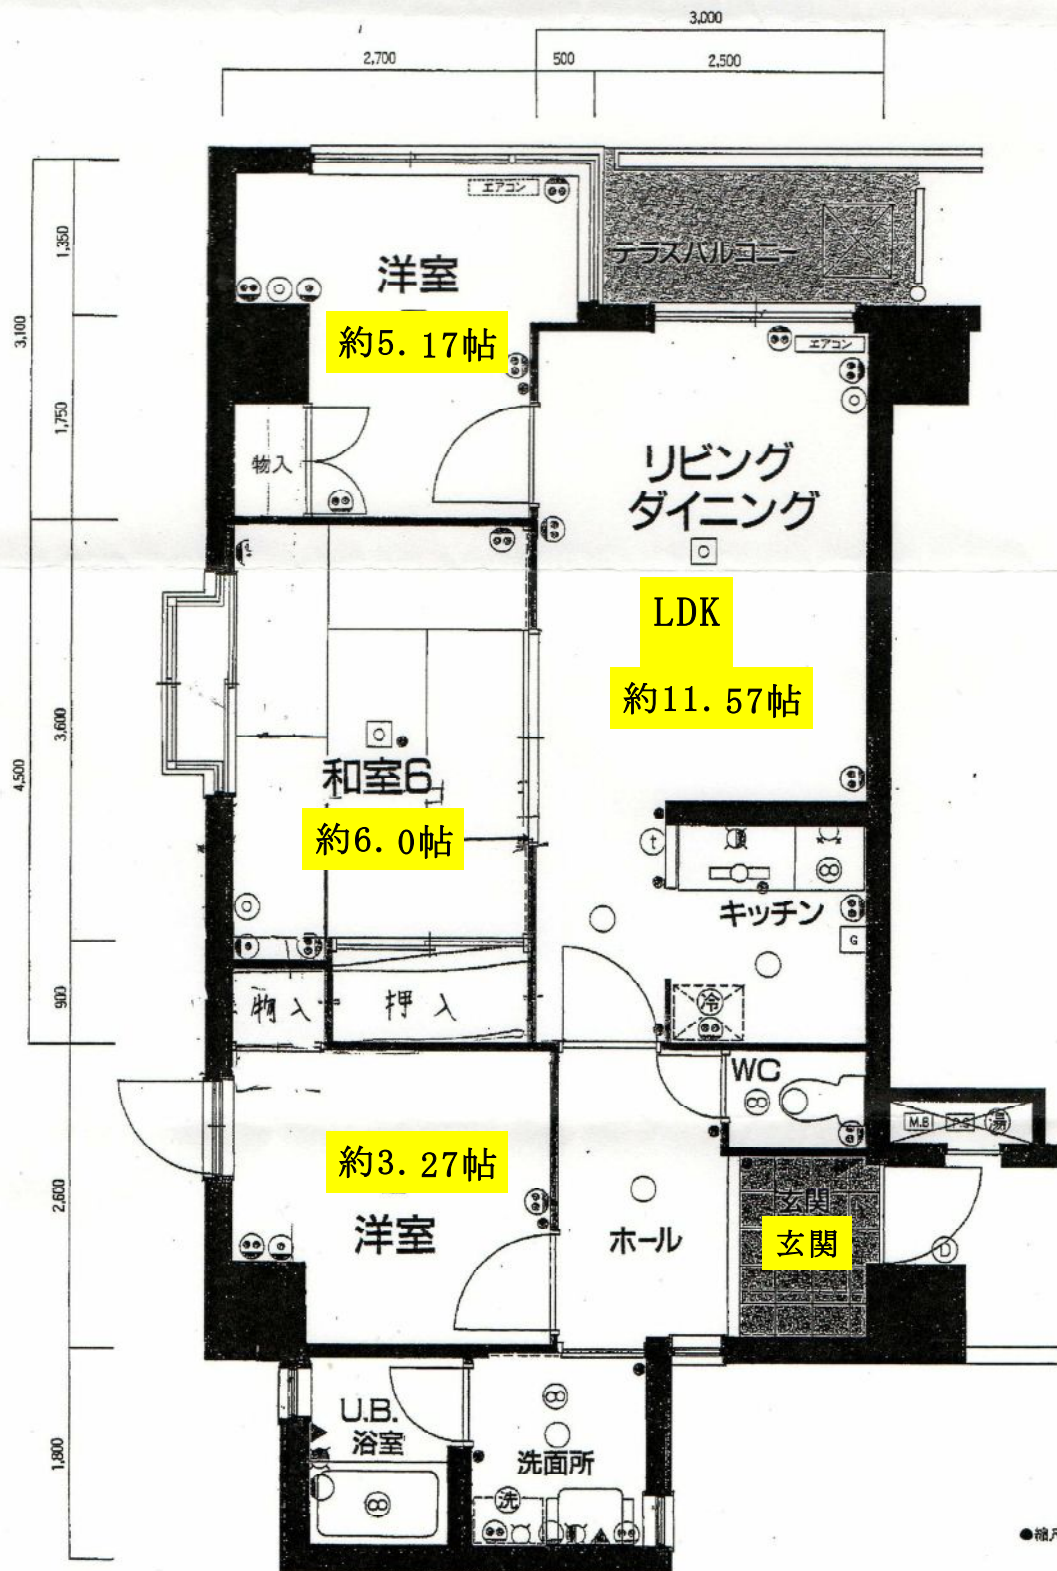 3,000
2,700
500
2,500
エアコン
テラスバルコニー
1,350
洋室
3,100
約5.17帖
エアコン
1,750
物入
リビング
ダイニング
LDK
約11.57帖
3,600
4,500
和室6
約6.0帖
t
キッチン
G
900
物入
押入
冷
WC
M.B
P.S
湯
約3.27帖
2,600
玄関
玄関
洋室
ホール
D
U.B.
浴室
1,800
洗面所
洗
●縮尺